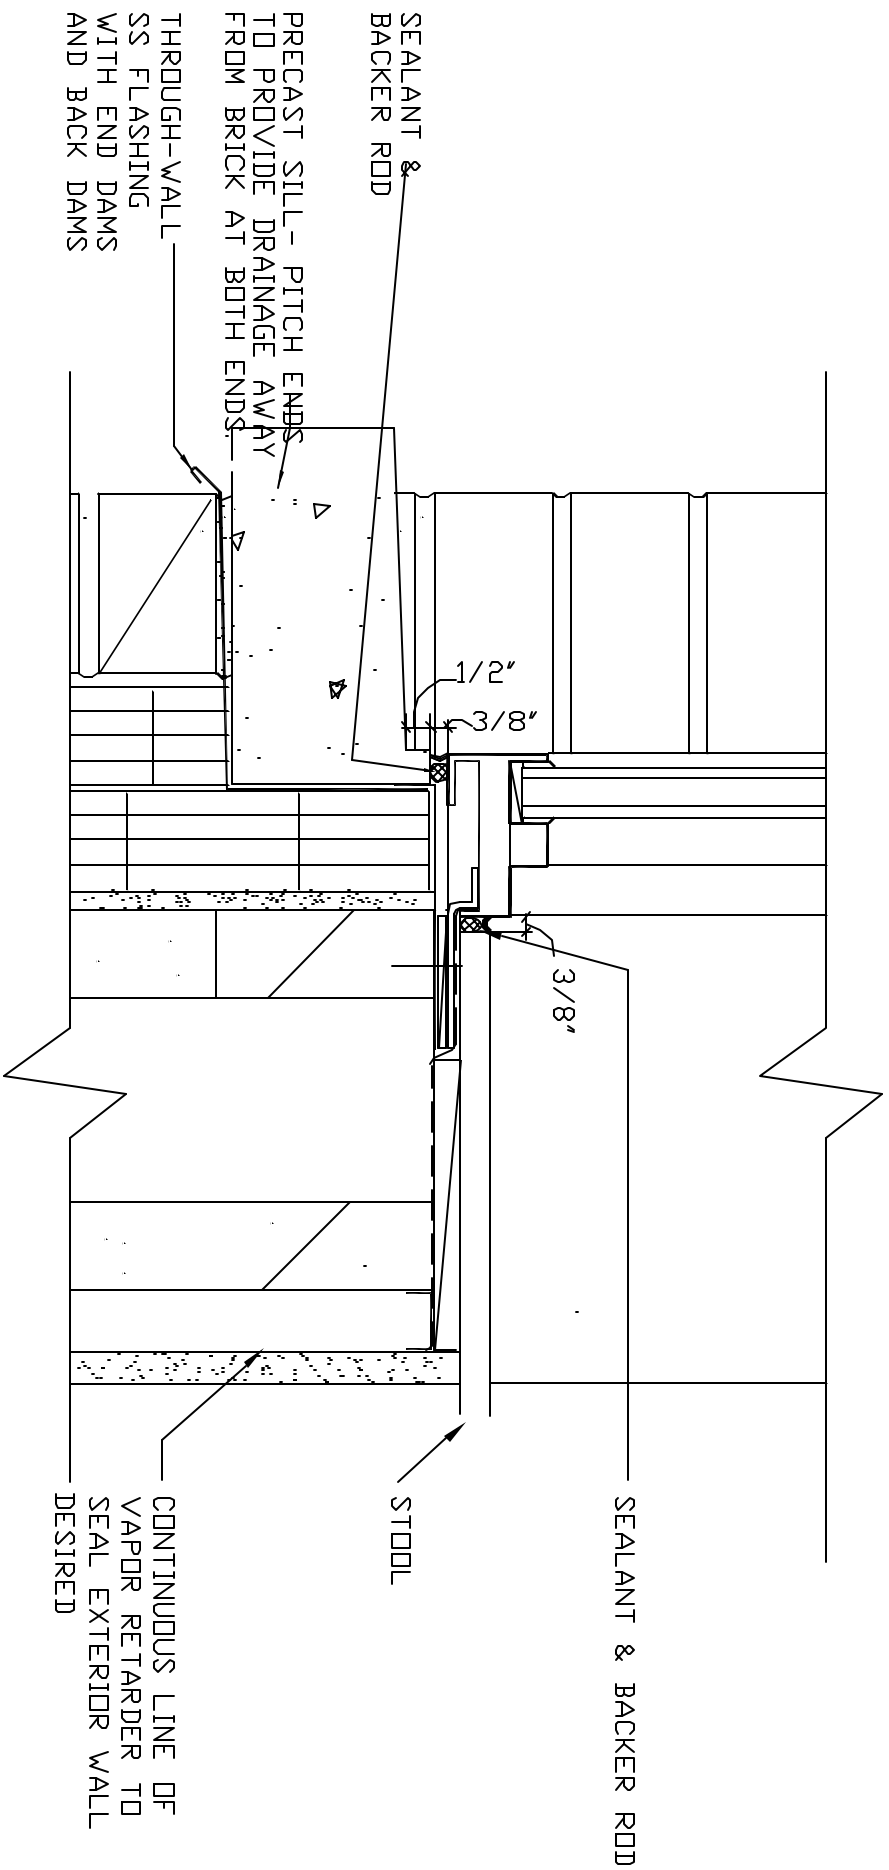 SEALANT &
BACKER ROD
PRECAST SILL- PITCH ENDS
TO PROVIDE DRAINAGE AWAY
FROM BRICK AT BOTH ENDS.
THROUGH-WALL
SS FLASHING
WITH END DAMS
AND BACK DAMS
1/2"
3/8"
3/8"
SEALANT & BACKER ROD
STOOL
CONTINUOUS LINE OF
VAPOR RETARDER TO
SEAL EXTERIOR WALL
DESIRED